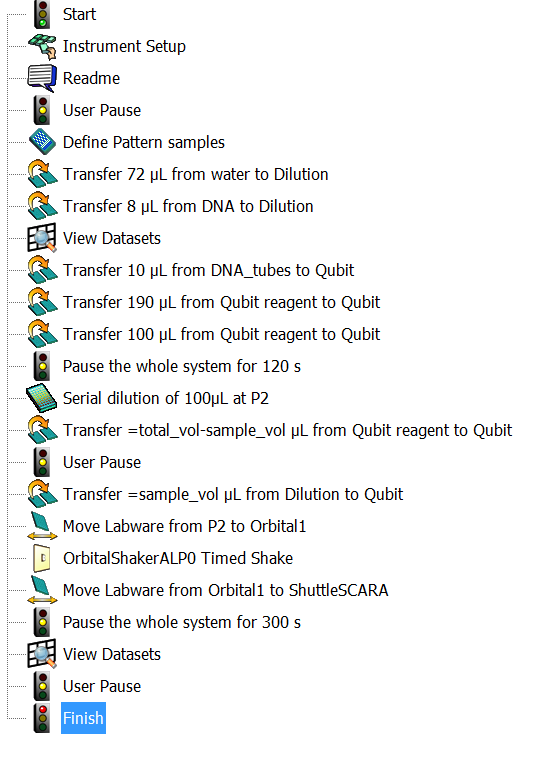 Start
Instrument Setup
Readme
User Pause
Define Pattern samples
Transfer 72 µL from water to Dilution
Transfer 8 µL from DNA to Dilution
View Datasets
Transfer 10 µL from DNA_tubes to Qubit
Transfer 190 µL from Qubit reagent to Qubit
Transfer 100 µL from Qubit reagent to Qubit
Pause the whole system for 120 s
Serial dilution of 100µL at P2
Transfer =total_vol-sample_vol µL from Qubit reagent to Qubit
User Pause
Transfer =sample_vol µL from Dilution to Qubit
Move Labware from P2 to Orbital1
OrbitalShakerALP0 Timed Shake
Move Labware from Orbital1 to ShuttleSCARA
Pause the whole system for 300 s
View Datasets
User Pause
Finish